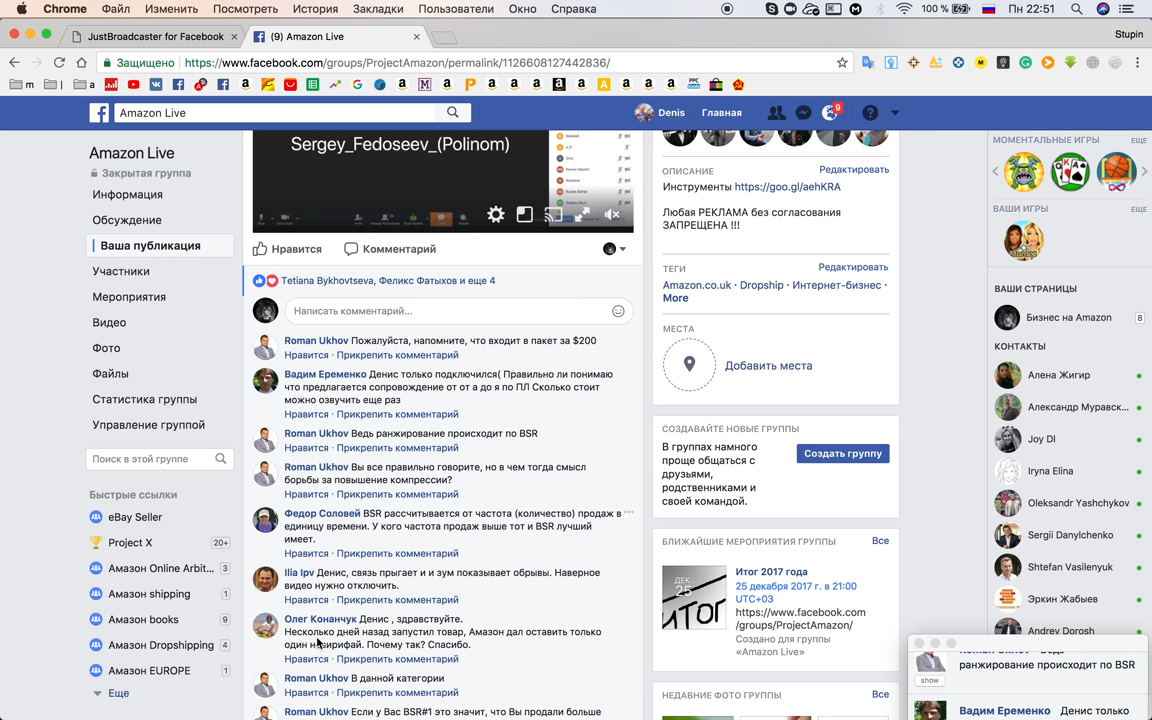 Chrome Файл Изменить Посмотреть История Закладки Пользователи Окно Справка 100 % Пн 22:51
JustBroadcaster for Facebook × (9) Amazon Live × Stupin
Защищено https://www.facebook.com/groups/ProjectAmazon/permalink/1126608127442836/
m l a
Amazon Live Denis Главная 9
Amazon Live
Закрытая группа
Информация
Обсуждение
Ваша публикация
Участники
Мероприятия
Видео
Фото
Файлы
Статистика группы
Управление группой
Поиск в этой группе
Быстрые ссылки
eBay Seller
Project X 20+
Амазон Online Arbit... 3
Амазон shipping 1
Амазон books 9
Амазон Dropshipping 4
Амазон EUROPE 1
Еще
Sergey_Fedoseev_(Polinom)
Нравится Комментарий
Tetiana Bykhovtseva, Феликс Фатыхов и еще 4
Написать комментарий...
Roman Ukhov Пожалуйста, напомните, что входит в пакет за $200
Нравится · Прикрепить комментарий
Вадим Еременко Денис только подключился( Правильно ли понимаю
что предлагается сопровождение от от а до я по ПЛ Сколько стоит
можно озвучить еще раз
Нравится · Прикрепить комментарий
Roman Ukhov Ведь ранжирование происходит по BSR
Нравится · Прикрепить комментарий
Roman Ukhov Вы все правильно говорите, но в чем тогда смысл
борьбы за повышение компрессии?
Нравится · Прикрепить комментарий
Федор Соловей BSR рассчитывается от частота (количество) продаж в
единицу времени. У кого частота продаж выше тот и BSR лучший
имеет.
Нравится · Прикрепить комментарий
Ilia Ipv Денис, связь прыгает и и зум показывает обрывы. Наверное
видео нужно отключить.
Нравится · Прикрепить комментарий
Олег Конанчук Денис , здравствуйте.
Несколько дней назад запустил товар, Амазон дал оставить только
один невирифай. Почему так? Спасибо.
Нравится · Прикрепить комментарий
Roman Ukhov В данной категории
Нравится · Прикрепить комментарий
Roman Ukhov Если у Вас BSR#1 это значит, что Вы продали больше
ОПИСАНИЕ Редактировать
Инструменты https://goo.gl/aehKRA
Любая РЕКЛАМА без согласования
ЗАПРЕЩЕНА !!!
ТЕГИ Редактировать
Amazon.co.uk · Dropship · Интернет-бизнес ·
More
МЕСТА
Добавить места
СОЗДАВАЙТЕ НОВЫЕ ГРУППЫ
В группах намного
проще общаться с
друзьями,
родственниками и
своей командой.
Создать группу
БЛИЖАЙШИЕ МЕРОПРИЯТИЯ ГРУППЫ Все
ДЕК.
25
ИТОГ
Итог 2017 года
25 декабря 2017 г. в 21:00
UTC+03
https://www.facebook.com
/groups/ProjectAmazon/
Создано для группы
«Amazon Live»
НЕДАВНИЕ ФОТО ГРУППЫ Все
МОМЕНТАЛЬНЫЕ ИГРЫ ЕЩЕ
ВАШИ ИГРЫ ЕЩЕ
ВАШИ СТРАНИЦЫ
Бизнес на Amazon 8
КОНТАКТЫ
Алена Жигир
Александр Муравск...
Joy Dl
Iryna Elina
Oleksandr Yashchykov
Sergii Danylchenko
Shtefan Vasilenyuk
Эркин Жабыев
Andrey Dorosh
Roman Ukhov Ведь
ранжирование происходит по BSR
show
Вадим Еременко Денис только